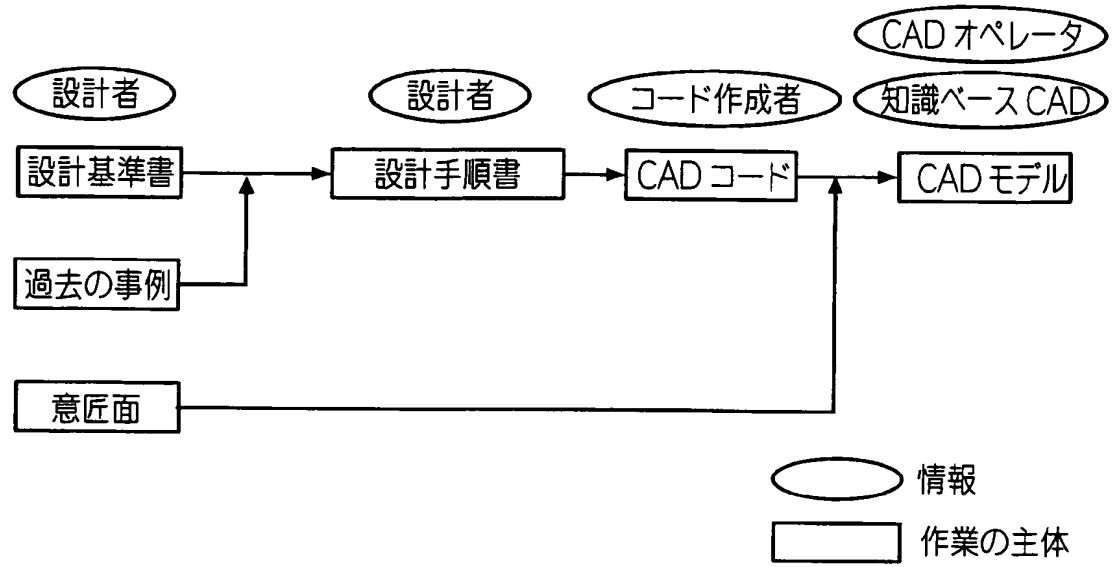 CADオペレータ
設計者
設計者
コード作成者
知識ベースCAD
設計基準書
設計手順書
CADコード
CADモデル
過去の事例
意匠面
情報
作業の主体